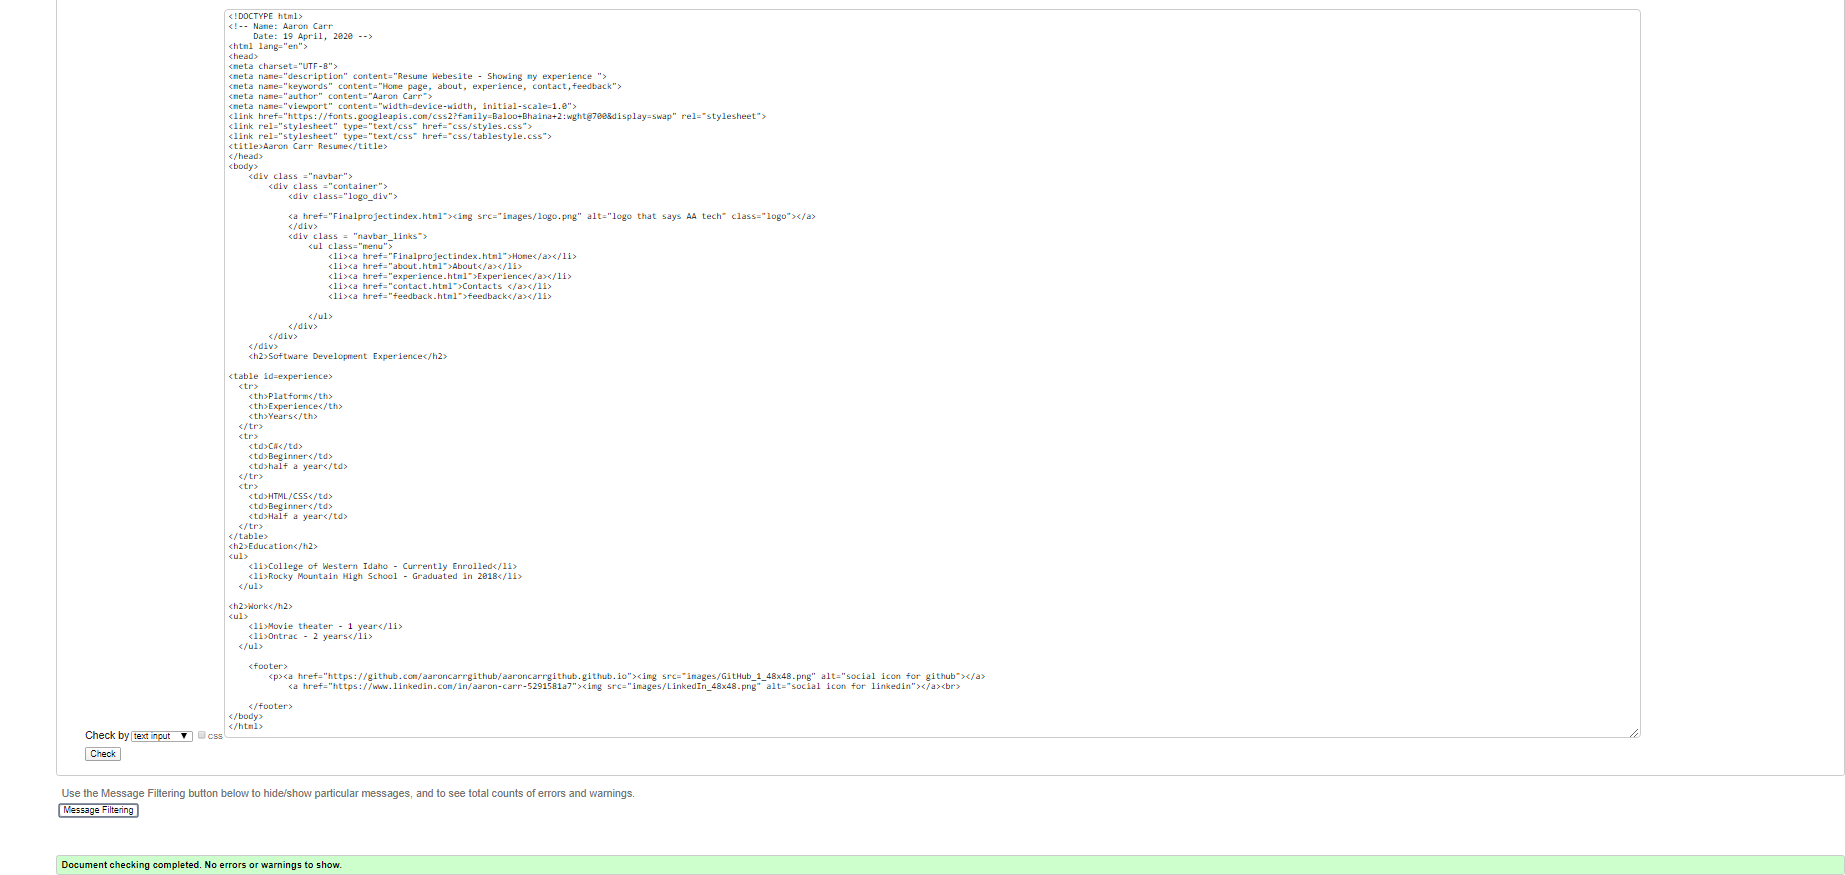 <!DOCTYPE html>
<!-- Name: Aaron Carr
     Date: 19 April, 2020 -->
<html lang="en">
<head>
<meta charset="UTF-8">
<meta name="description" content="Resume Webesite - Showing my experience ">
<meta name="keywords" content="Home page, about, experience, contact,feedback">
<meta name="author" content="Aaron Carr">
<meta name="viewport" content="width=device-width, initial-scale=1.0">
<link href="https://fonts.googleapis.com/css2?family=Baloo+Bhaina+2:wght@700&display=swap" rel="stylesheet">
<link rel="stylesheet" type="text/css" href="css/styles.css">
<link rel="stylesheet" type="text/css" href="css/tablestyle.css">
<title>Aaron Carr Resume</title>
</head>
<body>
    <div class ="navbar">
        <div class ="container">
            <div class="logo_div">

            <a href="Finalprojectindex.html"><img src="images/logo.png" alt="logo that says AA tech" class="logo"></a>
            </div>
            <div class = "navbar_links">
                <ul class="menu">
                    <li><a href="Finalprojectindex.html">Home</a></li>
                    <li><a href="about.html">About</a></li>
                    <li><a href="experience.html">Experience</a></li>
                    <li><a href="contact.html">Contacts </a></li>
                    <li><a href="feedback.html">feedback</a></li>

                </ul>
            </div>
        </div>
    </div>
    <h2>Software Development Experience</h2>

<table id=experience>
  <tr>
    <th>Platform</th>
    <th>Experience</th>
    <th>Years</th>
  </tr>
  <tr>
    <td>C#</td>
    <td>Beginner</td>
    <td>half a year</td>
  </tr>
  <tr>
    <td>HTML/CSS</td>
    <td>Beginner</td>
    <td>Half a year</td>
  </tr>
</table>
<h2>Education</h2>
<ul>
    <li>College of Western Idaho - Currently Enrolled</li>
    <li>Rocky Mountain High School - Graduated in 2018</li>
  </ul>

<h2>Work</h2>
<ul>
    <li>Movie theater - 1 year</li>
    <li>Ontrac - 2 years</li>
  </ul>

    <footer>
        <p><a href="https://github.com/aaroncarrgithub/aaroncarrgithub.github.io"><img src="images/GitHub_1_48x48.png" alt="social icon for github"></a>
            <a href="https://www.linkedin.com/in/aaron-carr-5291581a7"><img src="images/LinkedIn_48x48.png" alt="social icon for linkedin"></a><br>

    </footer>
</body>
</html>
Check by text input css
Check
Use the Message Filtering button below to hide/show particular messages, and to see total counts of errors and warnings.
Message Filtering
Document checking completed. No errors or warnings to show.